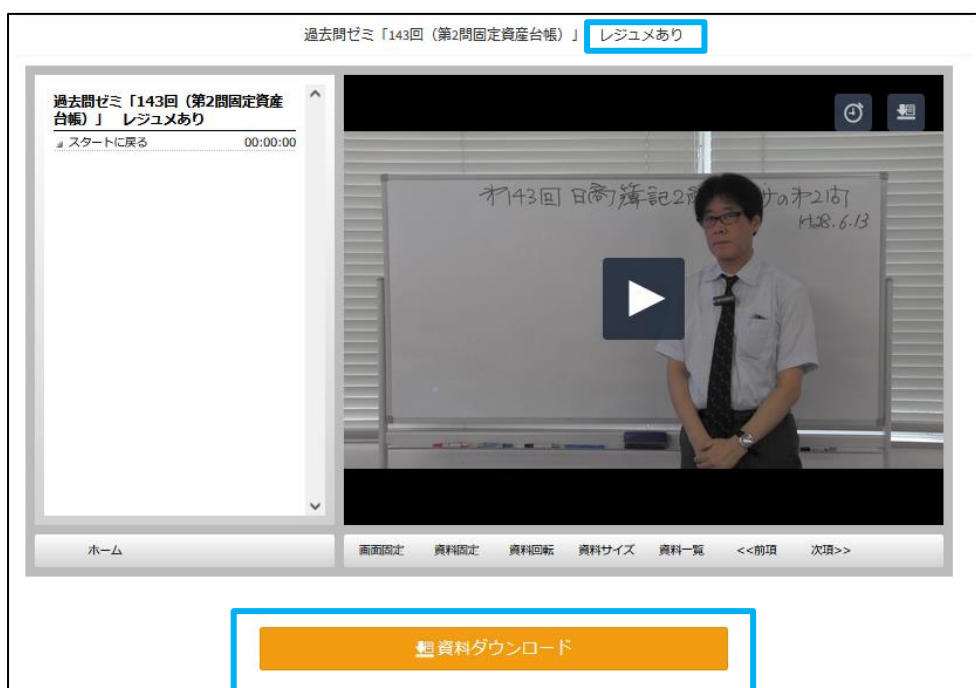 過去問ゼミ「143回（第2問固定資産台帳）」　レジュメあり
過去問ゼミ「143回（第2問固定資産
台帳）」　レジュメあり
スタートに戻る 00:00:00
第143回 日商簿記2
の第2問
H28.6.13
ホーム
画面固定 資料固定 資料回転 資料サイズ 資料一覧 <<前項 次項>>
資料ダウンロード